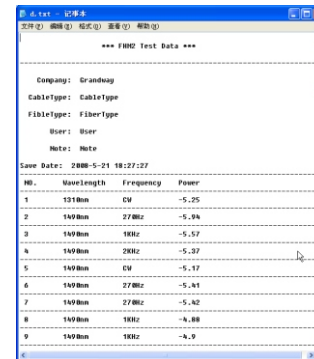 d.txt - 记事本
文件(F) 编辑(E) 格式(O) 查看(V) 帮助(H)
*** FHM2 Test Data ***
Company: Grandway
CableType: CableType
FibleType: FiberType
User: User
Note: Note
Save Date: 2008-5-21 18:27:27
NO. Wavelength Frequency Power
1 1310nm CW -5.25
2 1490nm 270Hz -5.94
3 1490nm 1KHz -5.57
4 1490nm 2KHz -5.37
5 1490nm CW -5.17
6 1490nm 270Hz -5.41
7 1490nm 270Hz -5.42
8 1490nm 1KHz -4.88
9 1490nm 1KHz -4.9